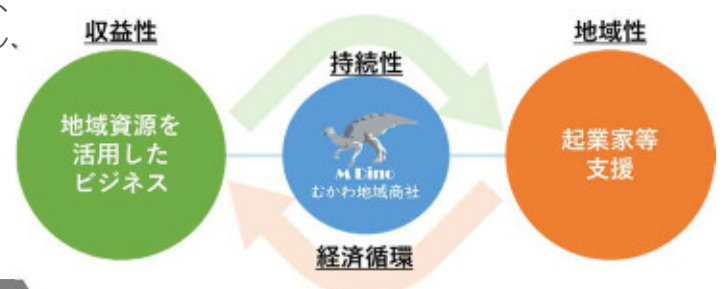 収益性
持続性
地域性
地域資源を
活用した
ビジネス
M Dino
むかわ地域商社
起業家等
支援
経済循環